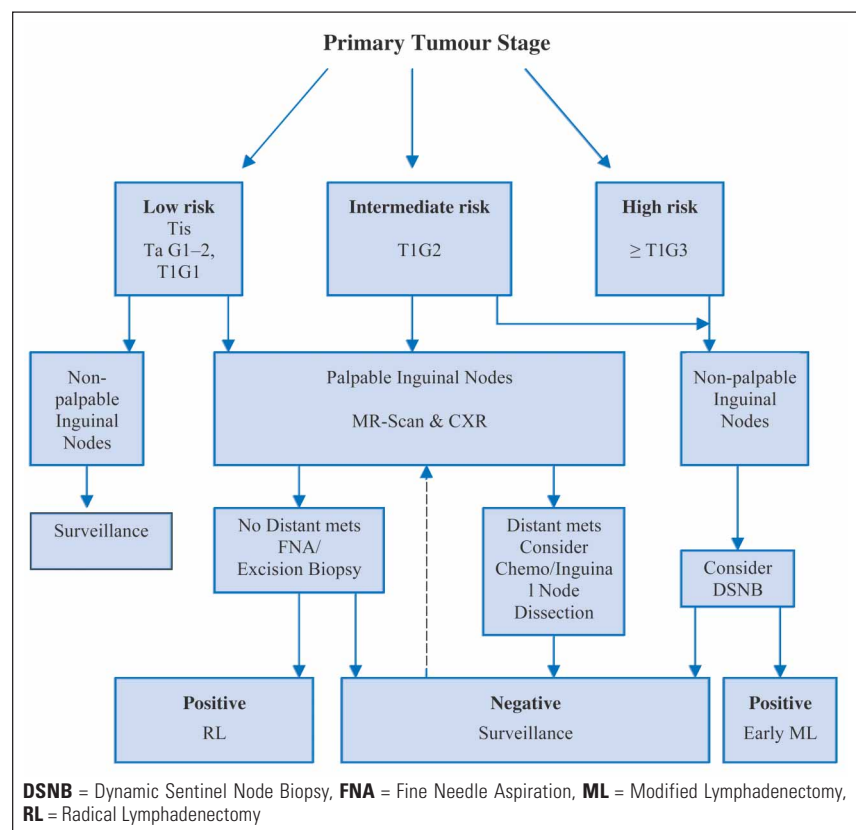 Primary Tumour Stage
Low risk
Tis
Ta G1–2,
T1G1
Intermediate risk
T1G2
High risk
≥ T1G3
Non-
palpable
Inguinal
Nodes
Palpable Inguinal Nodes
MR-Scan & CXR
Non-palpable
Inguinal
Nodes
Surveillance
No Distant mets
FNA/
Excision Biopsy
Distant mets
Consider
Chemo/Inguina
l Node
Dissection
Consider
DSNB
Positive
RL
Negative
Surveillance
Positive
Early ML
DSNB = Dynamic Sentinel Node Biopsy, FNA = Fine Needle Aspiration, ML = Modified Lymphadenectomy,
RL = Radical Lymphadenectomy